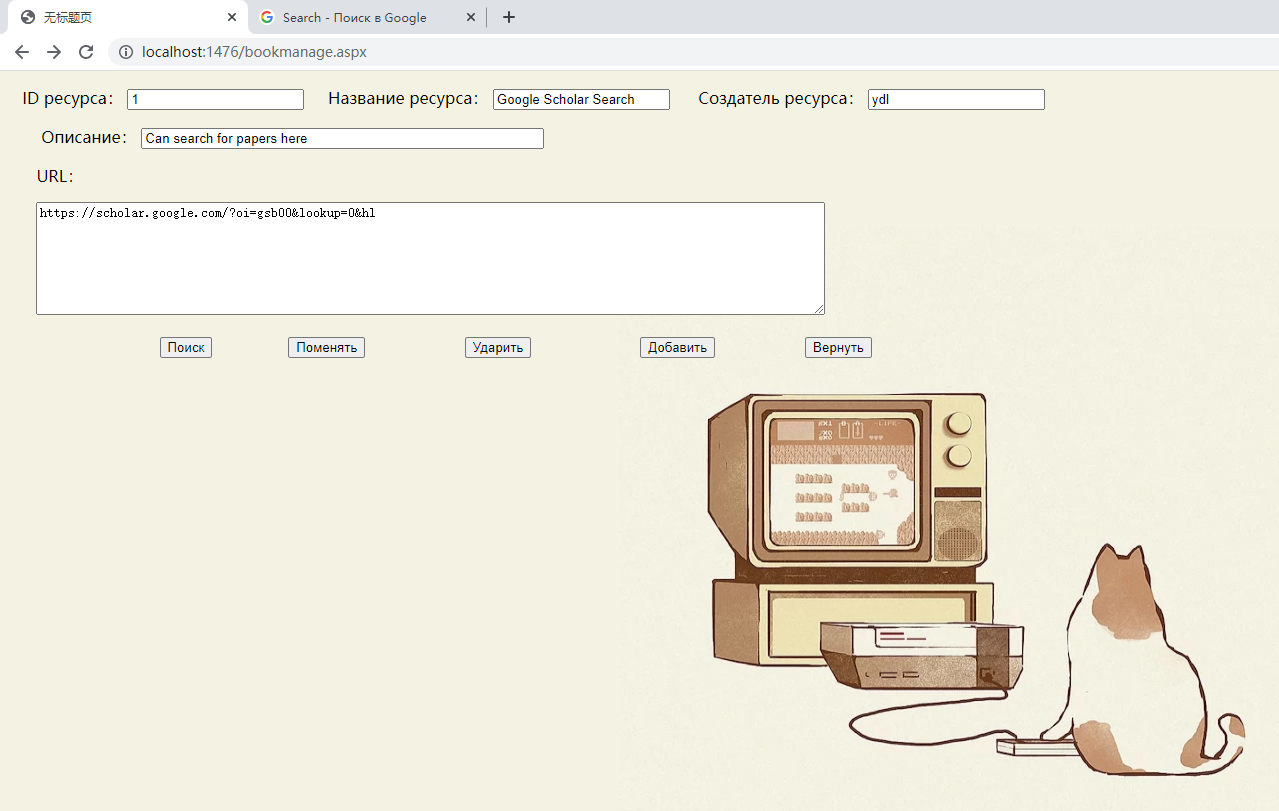 无标题页
Search - Поиск в Google
localhost:1476/bookmanage.aspx
ID ресурса: 1 Название ресурса: Google Scholar Search Создатель ресурса: ydl
Описание: Can search for papers here
URL:
https://scholar.google.com/?oi=gsb00&lookup=0&hl
Поиск Поменять Ударить Добавить Вернуть
-LIFE-